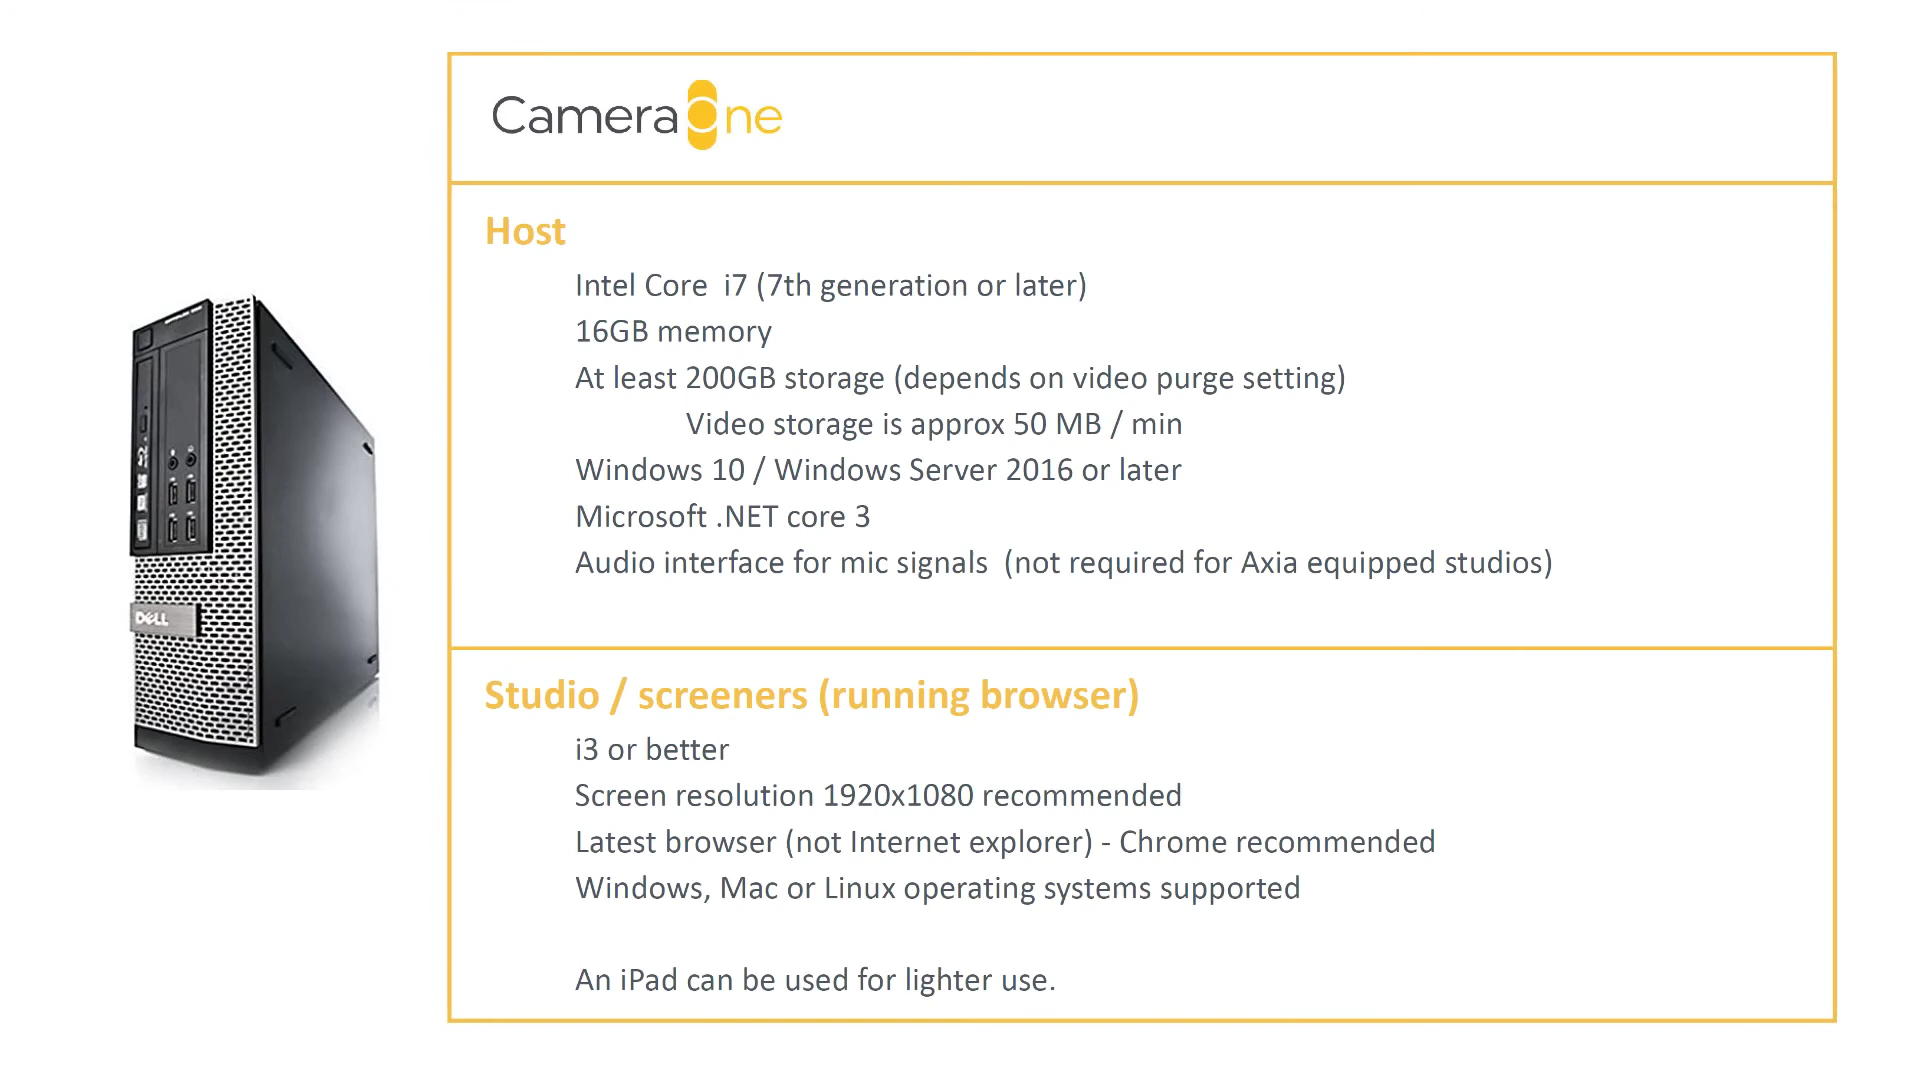 CameraOne
Host
Intel Core i7 (7th generation or later)
16GB memory
At least 200GB storage (depends on video purge setting)
Video storage is approx 50 MB / min
Windows 10 / Windows Server 2016 or later
Microsoft .NET core 3
Audio interface for mic signals (not required for Axia equipped studios)
DELL
Studio / screeners (running browser)
i3 or better
Screen resolution 1920x1080 recommended
Latest browser (not Internet explorer) - Chrome recommended
Windows, Mac or Linux operating systems supported
An iPad can be used for lighter use.